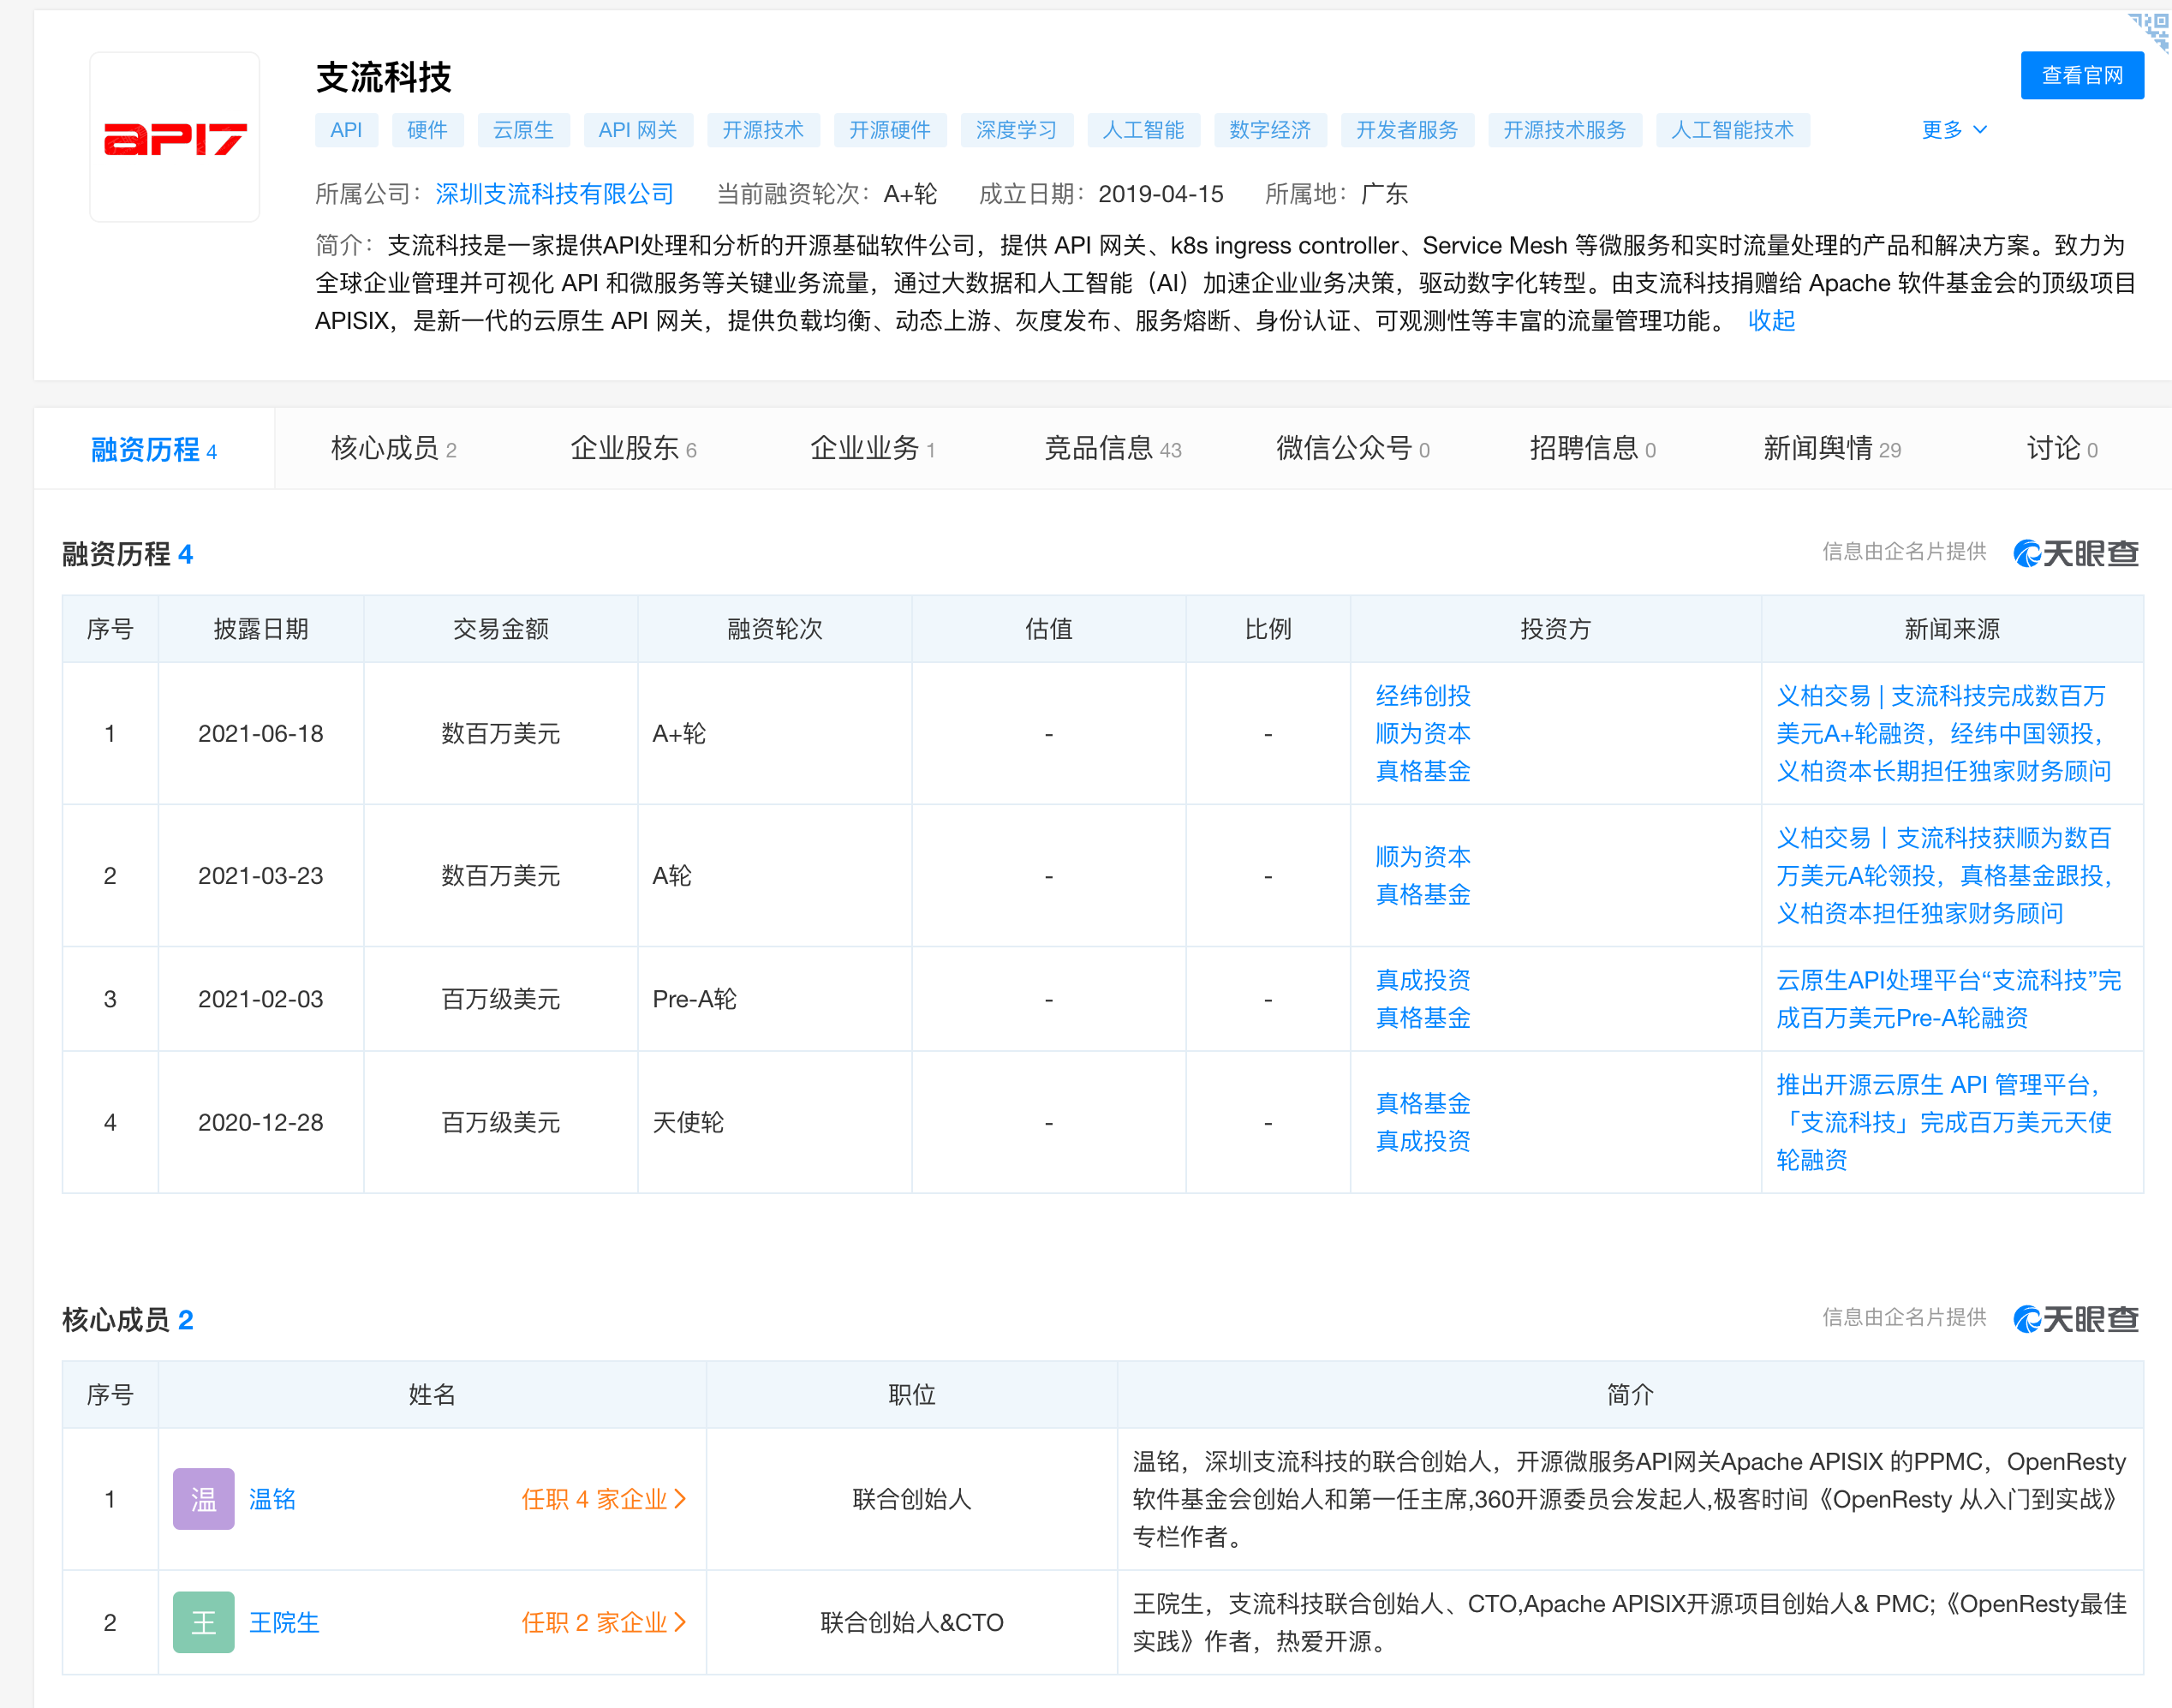 API7
支流科技
查看官网
API 硬件 云原生 API 网关 开源技术 开源硬件 深度学习 人工智能 数字经济 开发者服务 开源技术服务 人工智能技术 更多
所属公司：深圳支流科技有限公司 当前融资轮次：A+轮 成立日期：2019-04-15 所属地：广东
简介：支流科技是一家提供API处理和分析的开源基础软件公司，提供 API 网关、k8s ingress controller、Service Mesh 等微服务和实时流量处理的产品和解决方案。致力为
全球企业管理并可视化 API 和微服务等关键业务流量，通过大数据和人工智能（AI）加速企业业务决策，驱动数字化转型。由支流科技捐赠给 Apache 软件基金会的顶级项目
APISIX，是新一代的云原生 API 网关，提供负载均衡、动态上游、灰度发布、服务熔断、身份认证、可观测性等丰富的流量管理功能。 收起
融资历程 4 核心成员 2 企业股东 6 企业业务 1 竞品信息 43 微信公众号 0 招聘信息 0 新闻舆情 29 讨论 0
融资历程 4
信息由企名片提供 天眼查
序号 披露日期 交易金额 融资轮次 估值 比例 投资方 新闻来源
1 2021-06-18 数百万美元 A+轮 - -
经纬创投
顺为资本
真格基金
义柏交易 | 支流科技完成数百万
美元A+轮融资，经纬中国领投，
义柏资本长期担任独家财务顾问
2 2021-03-23 数百万美元 A轮 - -
顺为资本
真格基金
义柏交易丨支流科技获顺为数百
万美元A轮领投，真格基金跟投，
义柏资本担任独家财务顾问
3 2021-02-03 百万级美元 Pre-A轮 - -
真成投资
真格基金
云原生API处理平台“支流科技”完
成百万美元Pre-A轮融资
4 2020-12-28 百万级美元 天使轮 - -
真格基金
真成投资
推出开源云原生 API 管理平台，
「支流科技」完成百万美元天使
轮融资
核心成员 2
信息由企名片提供 天眼查
序号 姓名 职位 简介
1 温 温铭 任职 4 家企业 联合创始人
温铭，深圳支流科技的联合创始人，开源微服务API网关Apache APISIX 的PPMC，OpenResty
软件基金会创始人和第一任主席,360开源委员会发起人,极客时间《OpenResty 从入门到实战》
专栏作者。
2 王 王院生 任职 2 家企业 联合创始人&CTO
王院生，支流科技联合创始人、CTO,Apache APISIX开源项目创始人& PMC;《OpenResty最佳
实践》作者，热爱开源。